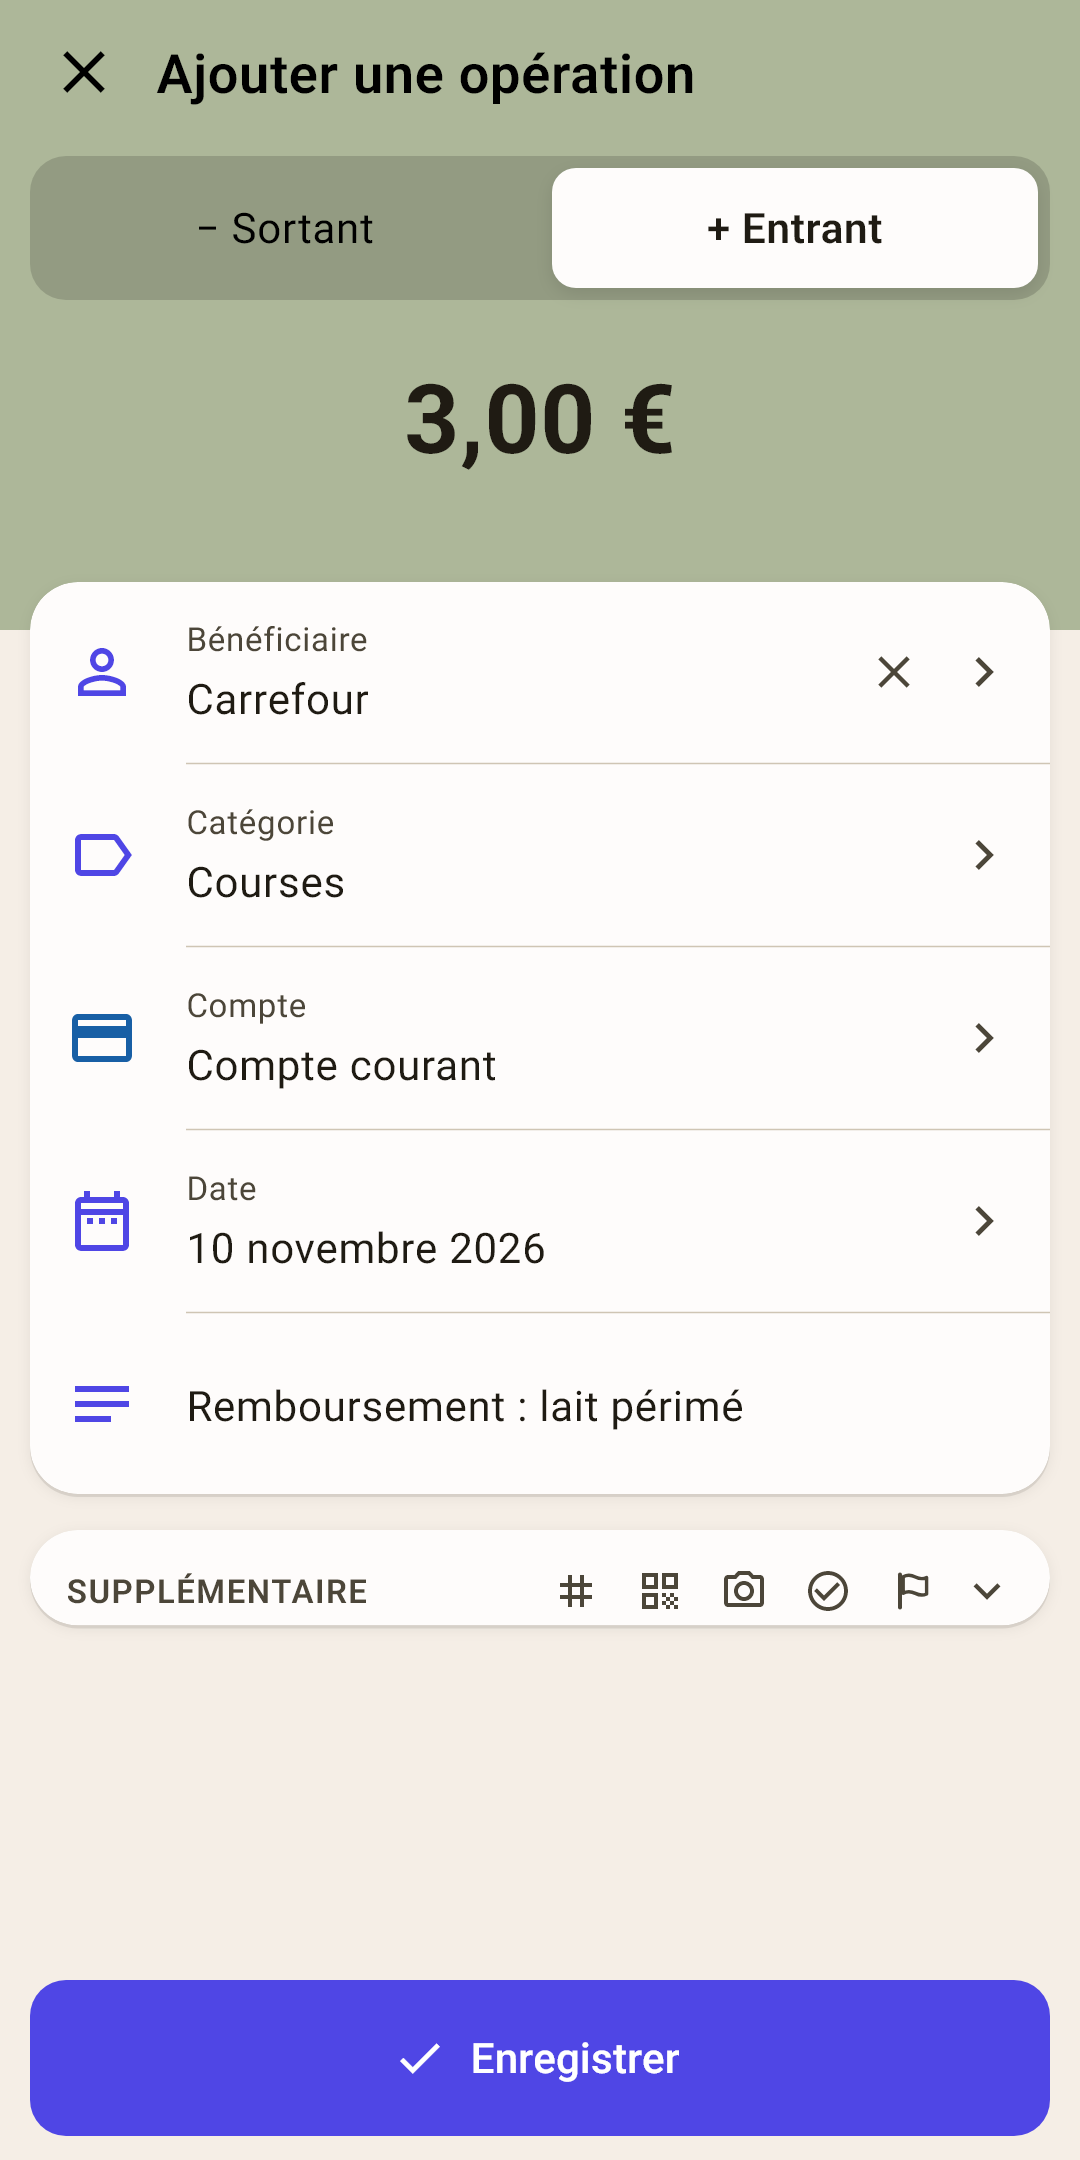 Ajouter une opération
− Sortant
+ Entrant
3,00 €
Bénéficiaire
Carrefour
Catégorie
Courses
Compte
Compte courant
Date
10 novembre 2026
Remboursement : lait périmé
SUPPLÉMENTAIRE
Enregistrer